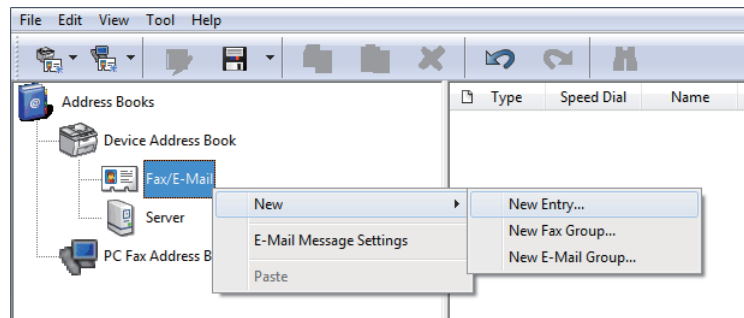 File Edit View Tool Help
Address Books
Type Speed Dial Name
Device Address Book
Fax/E-Mail
New
New Entry...
Server
New Fax Group...
E-Mail Message Settings
PC Fax Address B
New E-Mail Group...
Paste